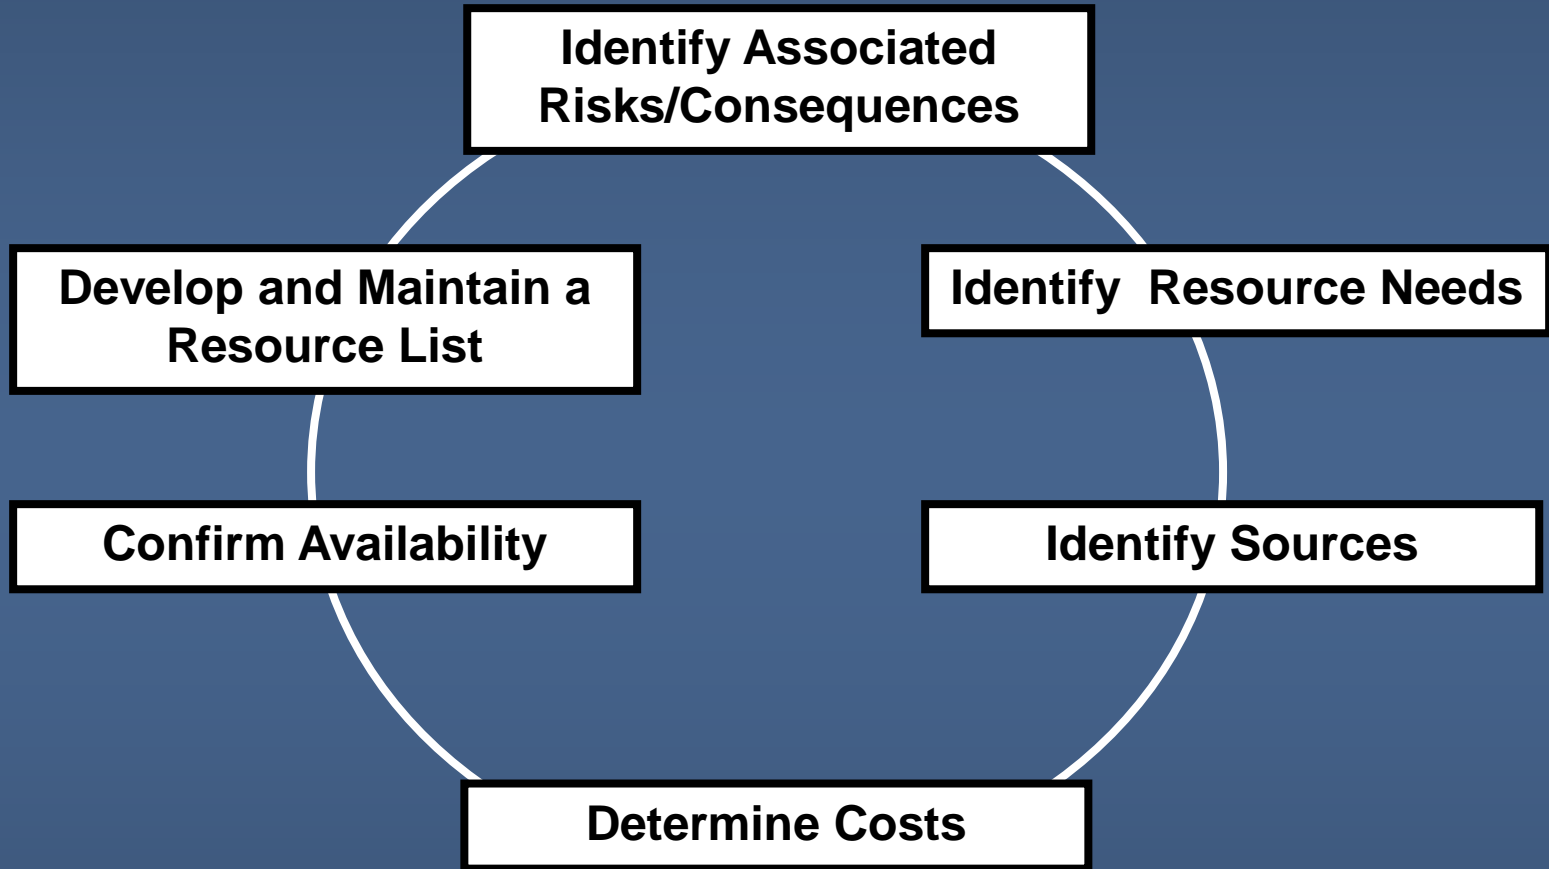 Identify Associated
Risks/Consequences
Develop and Maintain a
Resource List
Identify  Resource Needs
Confirm Availability
Identify Sources
Determine Costs